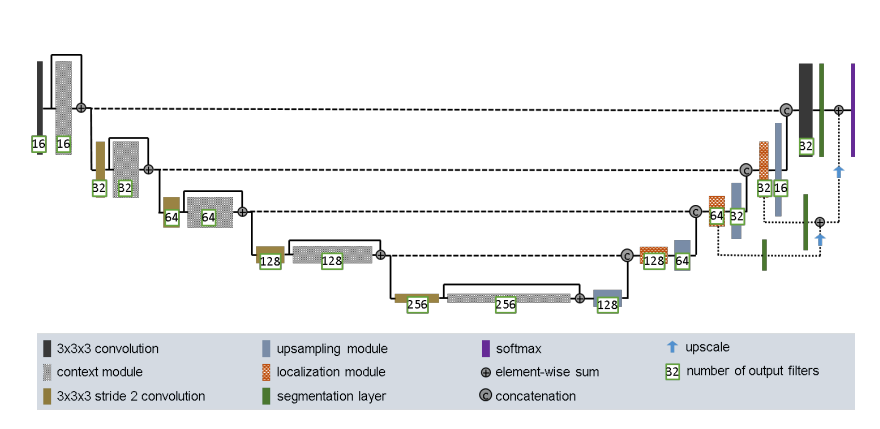 16 16 32
32 32 32 16
64 64 64 32
128 128 128 64
256 256 128
C
C
C
C
3x3x3 convolution upsampling module softmax upscale
context module localization module element-wise sum 32 number of output filters
3x3x3 stride 2 convolution segmentation layer C concatenation